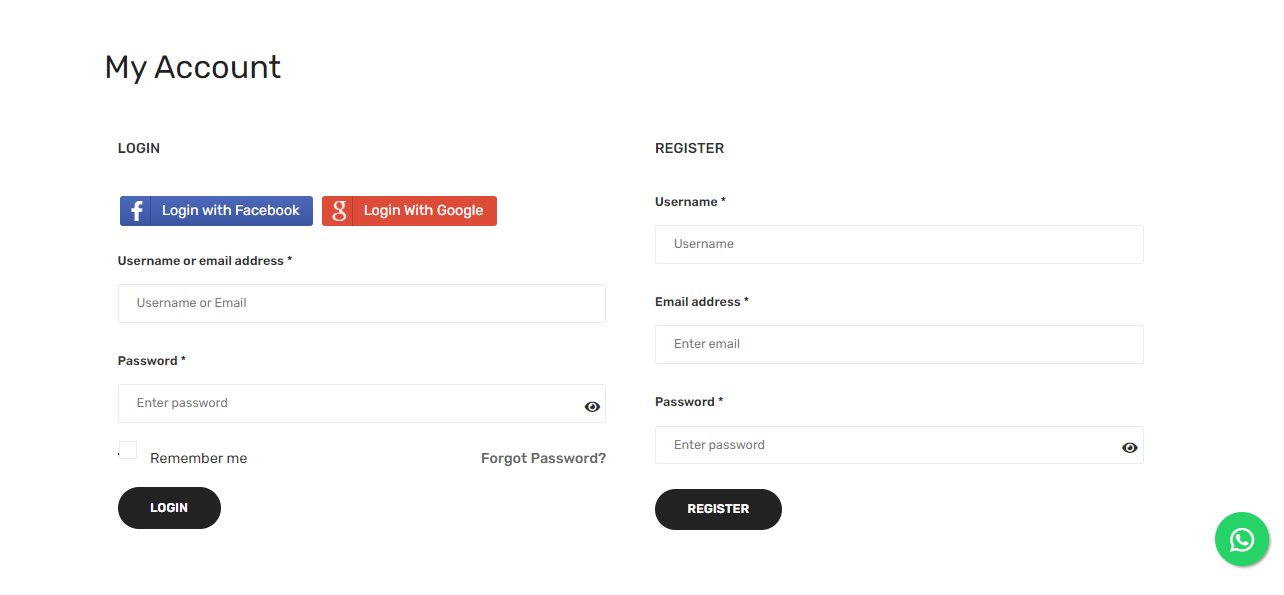 My Account
LOGIN
Login with Facebook
Login With Google
Username or email address *
Username or Email
Password *
Enter password
Remember me
Forgot Password?
LOGIN
REGISTER
Username *
Username
Email address *
Enter email
Password *
Enter password
REGISTER